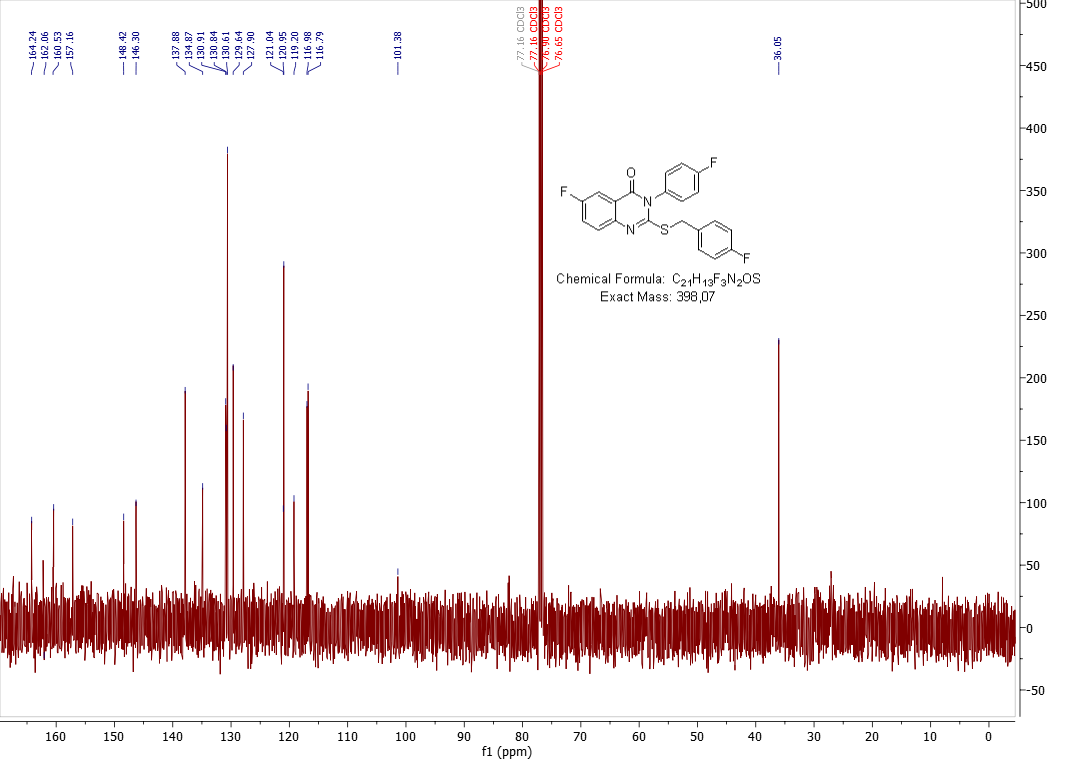 164.24
162.06
160.53
157.16
148.42
146.30
137.88
134.87
130.91
130.84
130.61
129.64
127.90
121.04
120.95
119.20
116.98
116.79
101.38
77.16 CDCl3
77.16 CDCl3
76.90 CDCl3
76.65 CDCl3
36.05
500
450
400
350
300
250
200
150
100
50
0
-50
O
F
F
N
N
S
F
Chemical Formula: C21H13F3N2OS
Exact Mass: 398,07
160 150 140 130 120 110 100 90 80 70 60 50 40 30 20 10 0
f1 (ppm)